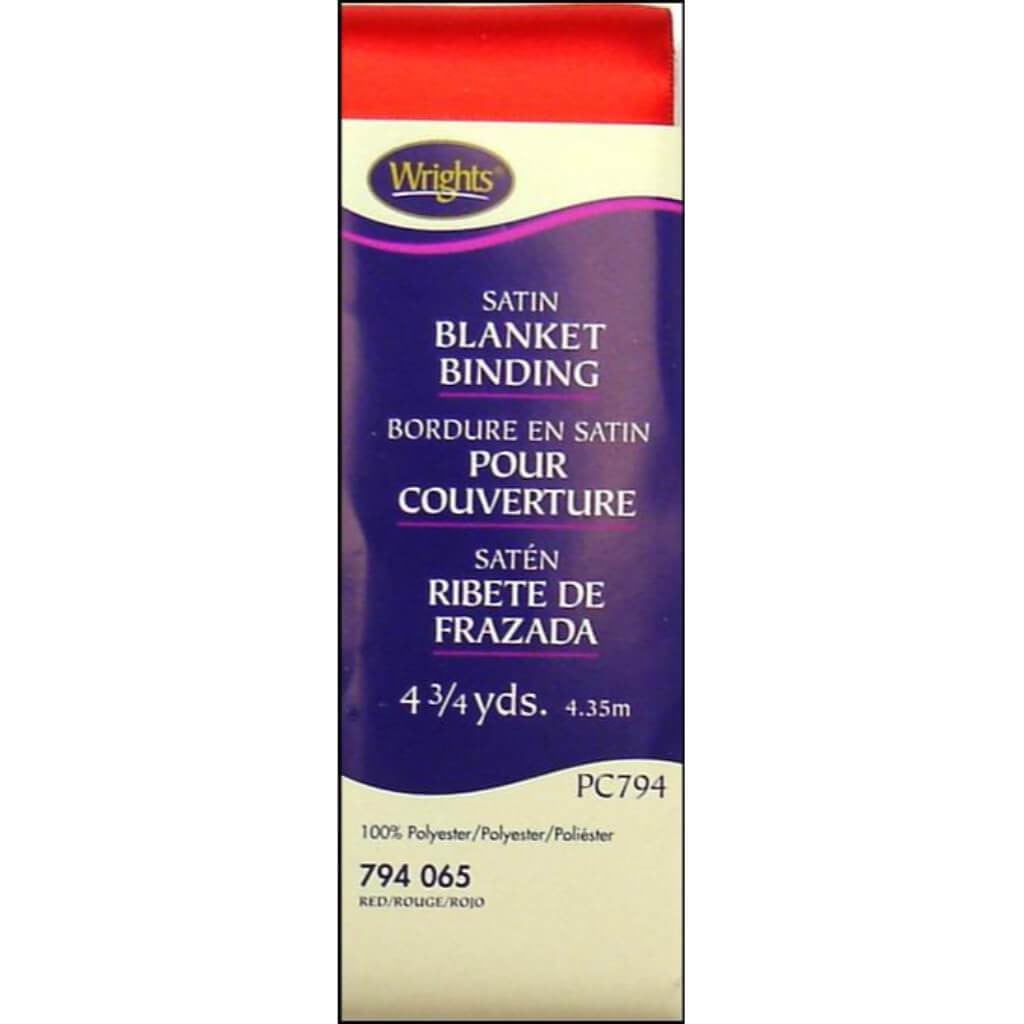 Wrights®
SATIN
BLANKET
BINDING
BORDURE EN SATIN
POUR
COUVERTURE
SATÉN
RIBETE DE
FRAZADA
4 3/4 yds. 4.35m
PC794
100% Polyester/Polyester/Poliéster
794 065
RED/ROUGE/ROJO